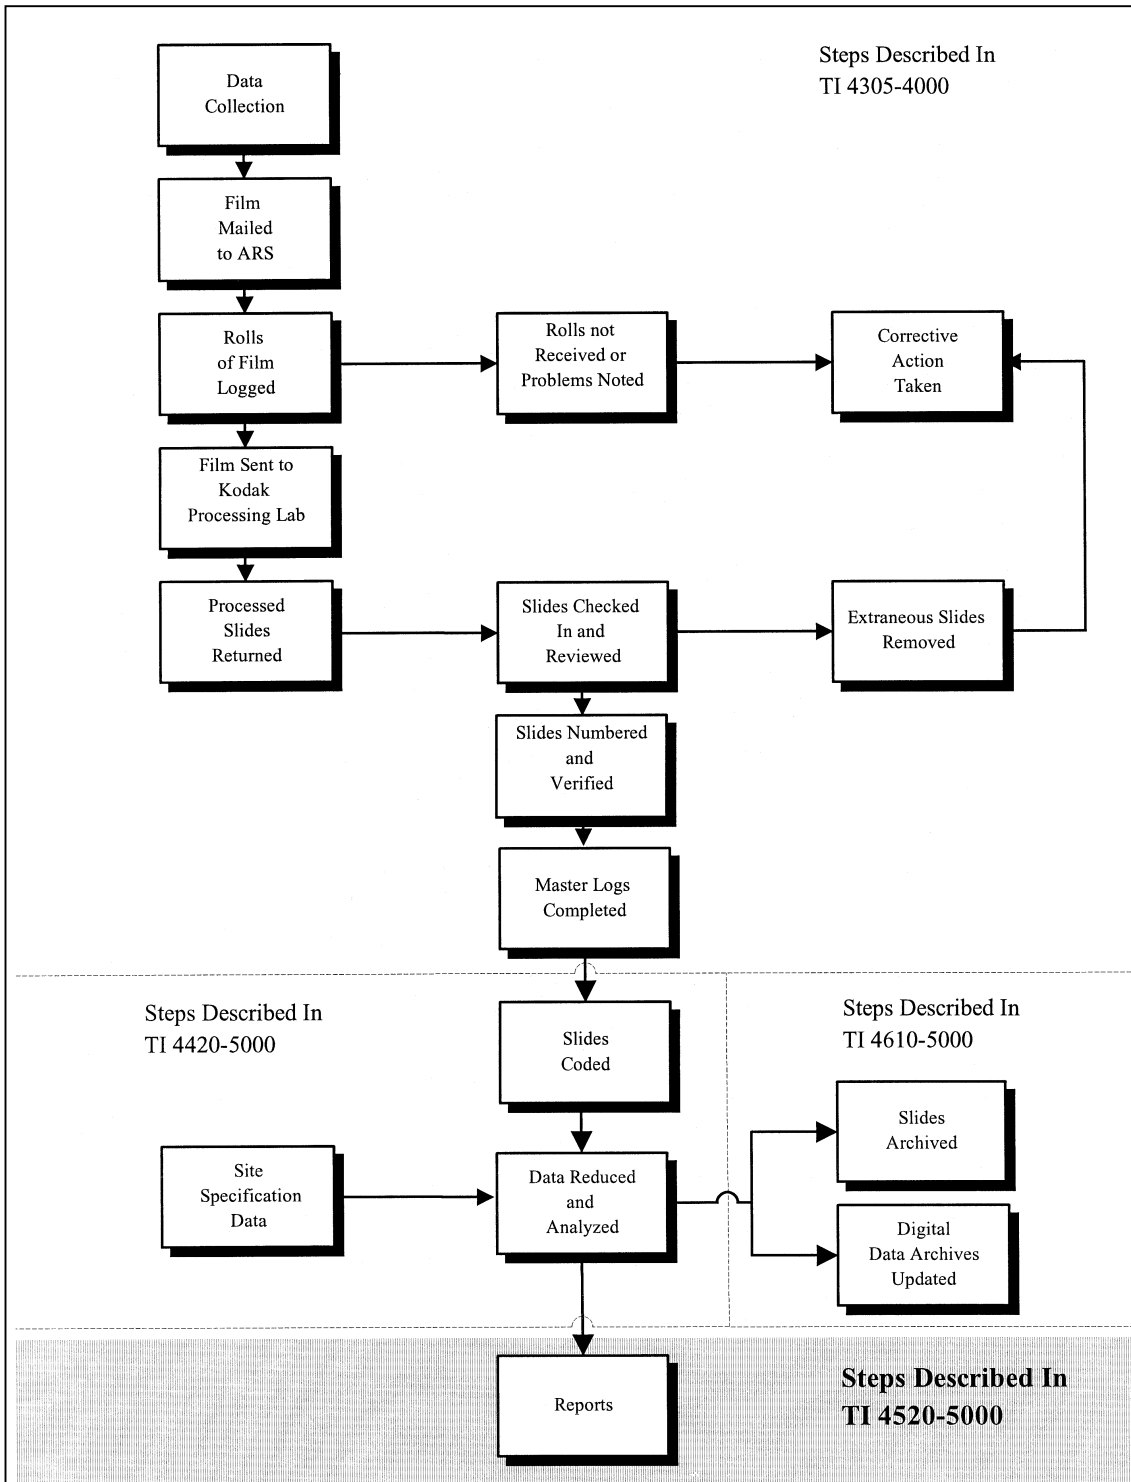 Steps Described In
TI 4305-4000
Data
Collection
Film
Mailed
to ARS
Rolls
of Film
Logged
Rolls not
Received or
Problems Noted
Corrective
Action
Taken
Film Sent to
Kodak
Processing Lab
Processed
Slides
Returned
Slides Checked
In and
Reviewed
Extraneous Slides
Removed
Slides Numbered
and
Verified
Master Logs
Completed
Steps Described In
TI 4420-5000
Slides
Coded
Steps Described In
TI 4610-5000
Site
Specification
Data
Data Reduced
and
Analyzed
Slides
Archived
Digital
Data Archives
Updated
Reports
Steps Described In
TI 4520-5000